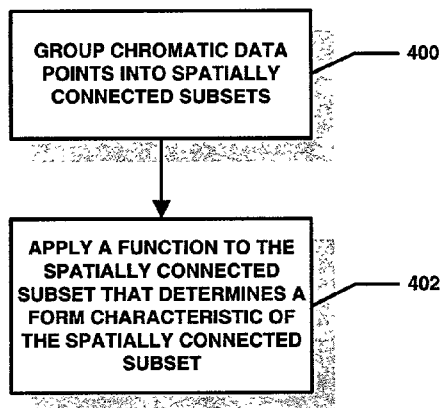 GROUP CHROMATIC DATA
POINTS INTO SPATIALLY
CONNECTED SUBSETS
400
APPLY A FUNCTION TO THE
SPATIALLY CONNECTED
SUBSET THAT DETERMINES A
FORM CHARACTERISTIC OF
THE SPATIALLY CONNECTED
SUBSET
402